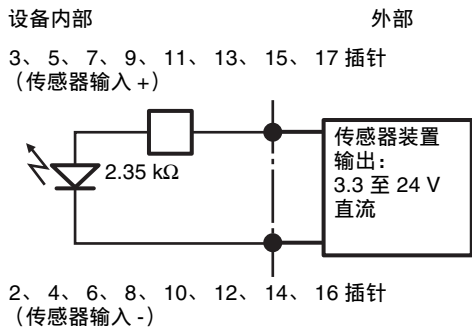 设备内部
外部
3、 5、 7、 9、 11、 13、 15、 17 插针
（传感器输入 +）
2.35 kΩ
传感器装置
输出：
3.3 至 24 V
直流
2、 4、 6、 8、 10、 12、 14、 16 插针
（传感器输入 -）